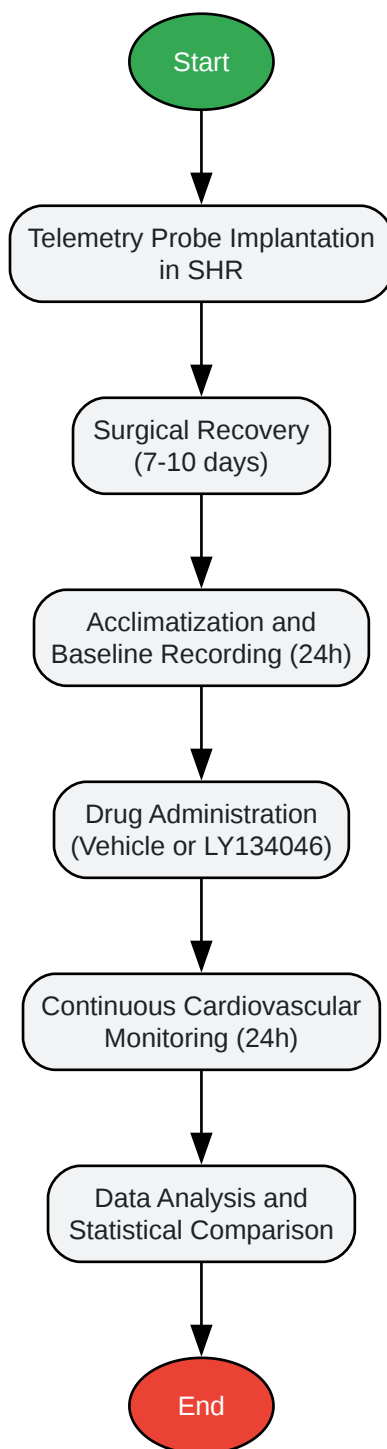 Start
Telemetry Probe Implantation
in SHR
Surgical Recovery
(7-10 days)
Acclimatization and
Baseline Recording (24h)
Drug Administration
(Vehicle or LY134046)
Continuous Cardiovascular
Monitoring (24h)
Data Analysis and
Statistical Comparison
End